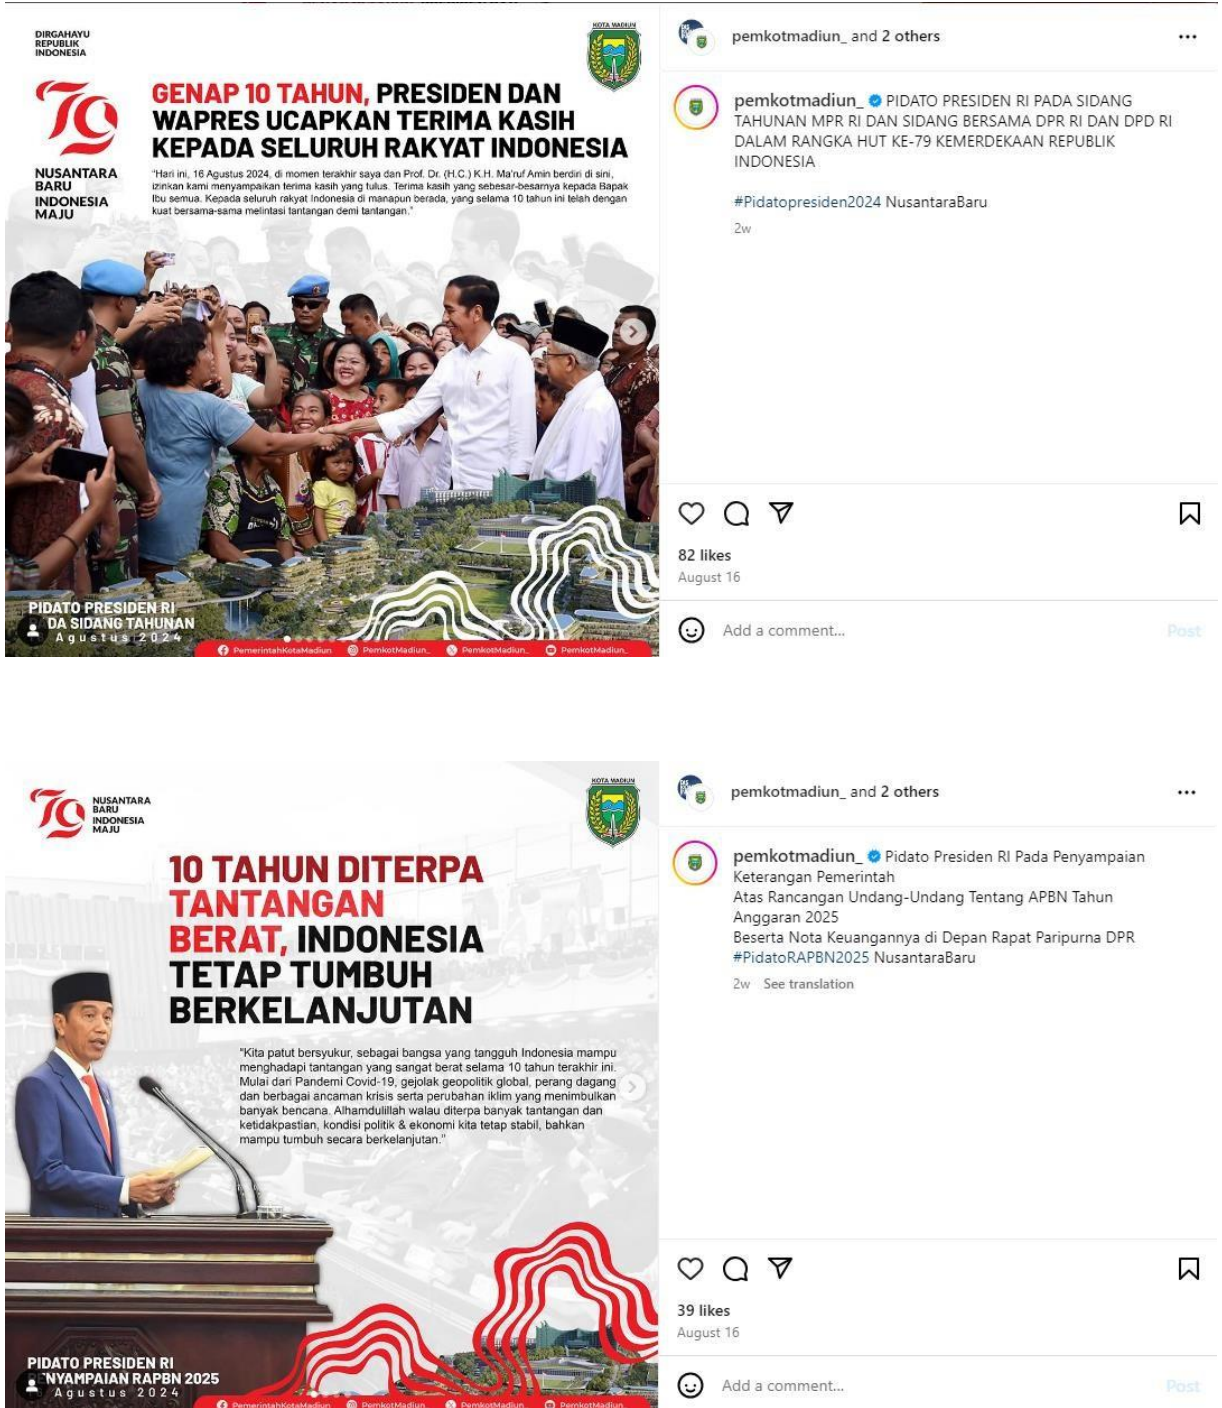 DIRGAHAYU
REPUBLIK
INDONESIA
79
NUSANTARA
BARU
INDONESIA
MAJU
KOTA MADIUN
GENAP 10 TAHUN, PRESIDEN DAN
WAPRES UCAPKAN TERIMA KASIH
KEPADA SELURUH RAKYAT INDONESIA
"Hari ini, 16 Agustus 2024, di momen terakhir saya dan Prof. Dr. (H.C.) K.H. Ma'ruf Amin berdiri di sini,
izinkan kami menyampaikan terima kasih yang tulus. Terima kasih yang sebesar-besarnya kepada Bapak
Ibu semua. Kepada seluruh rakyat Indonesia di manapun berada, yang selama 10 tahun ini telah dengan
kuat bersama-sama melintasi tantangan demi tantangan."
PIDATO PRESIDEN RI
DA SIDANG TAHUNAN
Agustus 2024
PemerintahKotaMadiun PemkotMadiun_ PemkotMadiun_ PemkotMadiun_
pemkotmadiun_ and 2 others
pemkotmadiun_ PIDATO PRESIDEN RI PADA SIDANG
TAHUNAN MPR RI DAN SIDANG BERSAMA DPR RI DAN DPD RI
DALAM RANGKA HUT KE-79 KEMERDEKAAN REPUBLIK
INDONESIA
#Pidatopresiden2024 NusantaraBaru
2w
82 likes
August 16
Add a comment...
Post
79
NUSANTARA
BARU
INDONESIA
MAJU
KOTA MADIUN
10 TAHUN DITERPA
TANTANGAN
BERAT, INDONESIA
TETAP TUMBUH
BERKELANJUTAN
"Kita patut bersyukur, sebagai bangsa yang tangguh Indonesia mampu
menghadapi tantangan yang sangat berat selama 10 tahun terakhir ini.
Mulai dari Pandemi Covid-19, gejolak geopolitik global, perang dagang
dan berbagai ancaman krisis serta perubahan iklim yang menimbulkan
banyak bencana. Alhamdulillah walau diterpa banyak tantangan dan
ketidakpastian, kondisi politik & ekonomi kita tetap stabil, bahkan
mampu tumbuh secara berkelanjutan."
PIDATO PRESIDEN RI
ENYAMPAIAN RAPBN 2025
Agustus 2024
PemerintahKotaMadiun PemkotMadiun_ PemkotMadiun_ PemkotMadiun_
pemkotmadiun_ and 2 others
pemkotmadiun_ Pidato Presiden RI Pada Penyampaian
Keterangan Pemerintah
Atas Rancangan Undang-Undang Tentang APBN Tahun
Anggaran 2025
Beserta Nota Keuangannya di Depan Rapat Paripurna DPR
#PidatoRAPBN2025 NusantaraBaru
2w See translation
39 likes
August 16
Add a comment...
Post